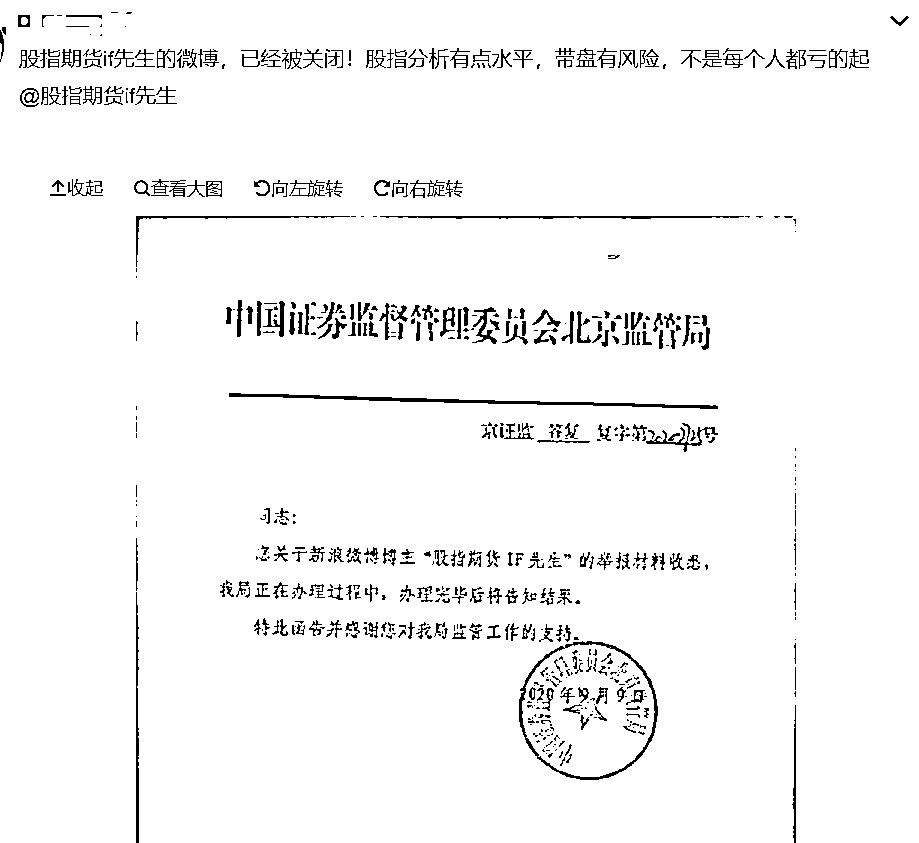 股指期货if先生的微博，已经被关闭！股指分析有点水平，带盘有风险，不是每个人都亏的起
@股指期货if先生
收起 查看大图 向左旋转 向右旋转
中国证券监督管理委员会北京监管局
京证监 答复 复字第
同志：
您关于新浪微博博主“股指期货IF先生”的举报材料收悉，
我局正在办理过程中，办理完毕后将告知结果。
特此函告并感谢您对我局监管工作的支持。
2020年 月9日